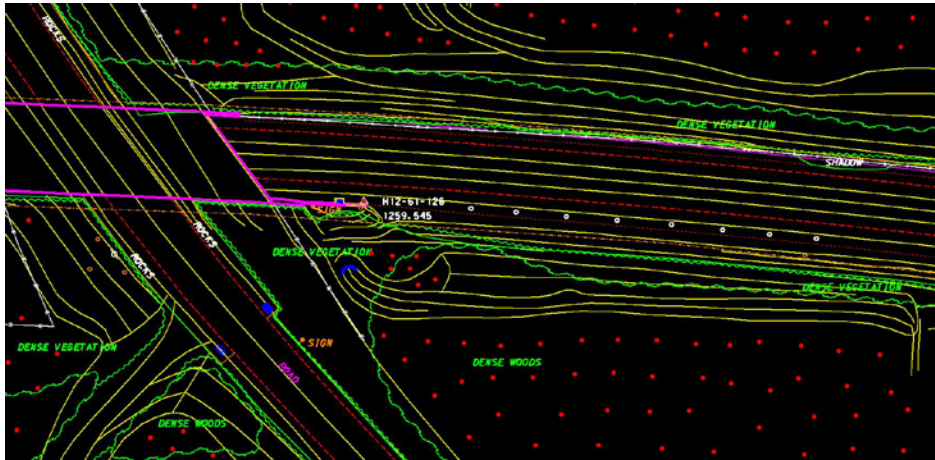 ROCKS
DENSE VEGETATION
DENSE VEGETATION
SHADOW
H12-61-126
SIGN
1259.545
ROCKS
DENSE VEGETATION
ROCKS
DENSE VEGETATION
SIGN
DENSE VEGETATION
DENSE WOODS
ROAD
DENSE WOODS